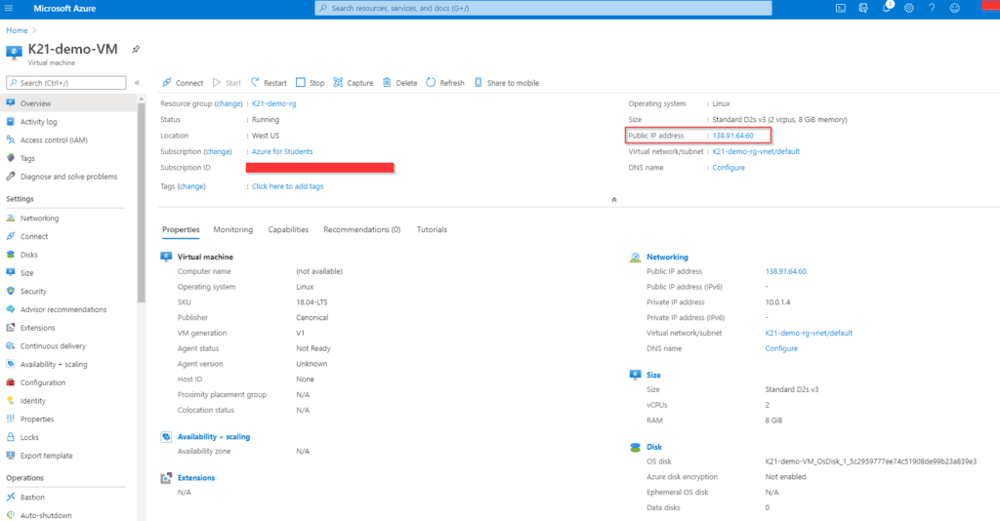 Microsoft Azure
Search resources, services, and docs (G+/)
Home >
K21-demo-VM
Virtual machine
Search (Ctrl+/)
«
Overview
Activity log
Access control (IAM)
Tags
Diagnose and solve problems
Settings
Networking
Connect
Disks
Size
Security
Advisor recommendations
Extensions
Continuous delivery
Availability + scaling
Configuration
Identity
Properties
Locks
Export template
Operations
Bastion
Auto-shutdown
Connect Start Restart Stop Capture Delete Refresh Share to mobile
Resource group (change) : K21-demo-rg
Status : Running
Location : West US
Subscription (change) : Azure for Students
Subscription ID :
Tags (change) : Click here to add tags
Operating system : Linux
Size : Standard D2s v3 (2 vcpus, 8 GiB memory)
Public IP address : 138.91.64.60
Virtual network/subnet : K21-demo-rg-vnet/default
DNS name : Configure
Properties Monitoring Capabilities Recommendations (0) Tutorials
Virtual machine
Computer name (not available)
Operating system Linux
SKU 18.04-LTS
Publisher Canonical
VM generation V1
Agent status Not Ready
Agent version Unknown
Host ID None
Proximity placement group N/A
Colocation status N/A
Availability + scaling
Availability zone N/A
Extensions
N/A
Networking
Public IP address 138.91.64.60
Public IP address (IPv6) -
Private IP address 10.0.1.4
Private IP address (IPv6) -
Virtual network/subnet K21-demo-rg-vnet/default
DNS name Configure
Size
Size Standard D2s v3
vCPUs 2
RAM 8 GiB
Disk
OS disk K21-demo-VM_OsDisk_1_5c2959777ee74c51908de99b23a839e3
Azure disk encryption Not enabled
Ephemeral OS disk N/A
Data disks 0